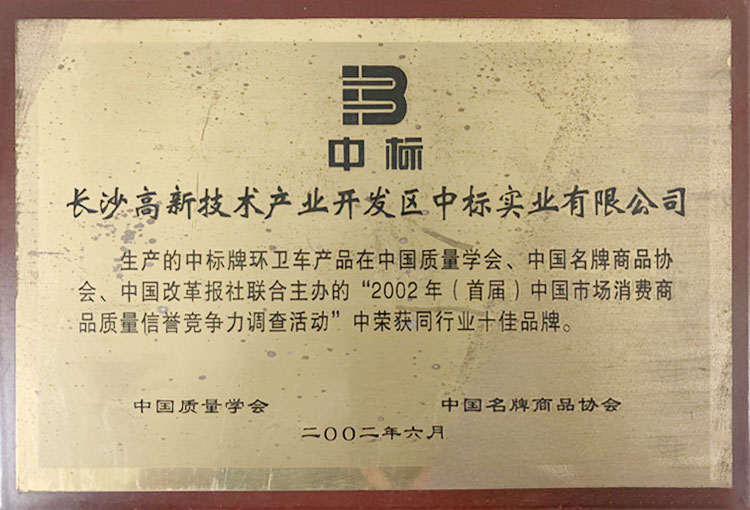 中标
长沙高新技术产业开发区中标实业有限公司
生产的中标牌环卫车产品在中国质量学会、中国名牌商品协
会、中国改革报社联合主办的“2002年(首届)中国市场消费商
品质量信誉竞争力调查活动”中荣获同行业十佳品牌。
中国质量学会 中国名牌商品协会
二〇〇二年六月